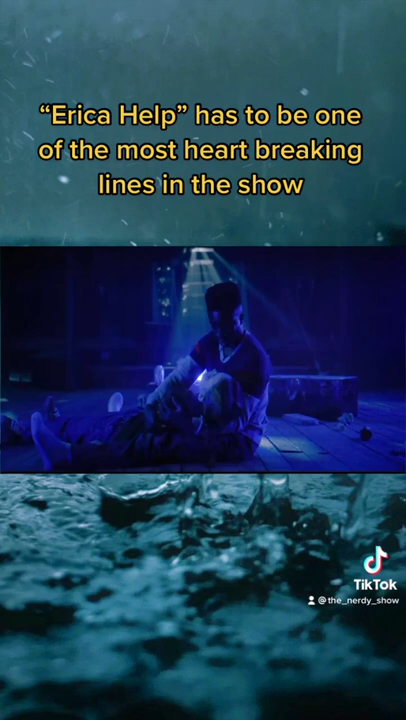 “Erica Help” has to be one
of the most heart breaking
lines in the show
TikTok
@the_nerdy_show